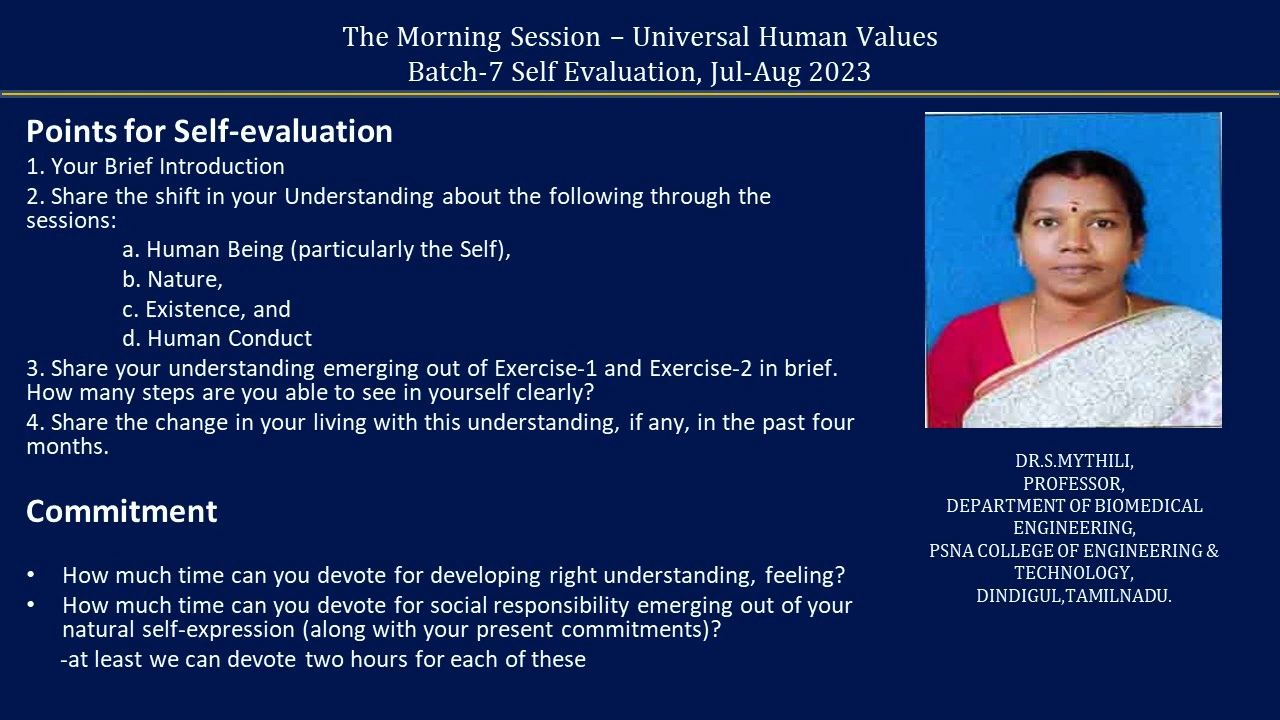 The Morning Session – Universal Human Values
Batch-7 Self Evaluation, Jul-Aug 2023
Points for Self-evaluation
1. Your Brief Introduction
2. Share the shift in your Understanding about the following through the
sessions:
a. Human Being (particularly the Self),
b. Nature,
c. Existence, and
d. Human Conduct
3. Share your understanding emerging out of Exercise-1 and Exercise-2 in brief.
How many steps are you able to see in yourself clearly?
4. Share the change in your living with this understanding, if any, in the past four
months.
Commitment
• How much time can you devote for developing right understanding, feeling?
• How much time can you devote for social responsibility emerging out of your
natural self-expression (along with your present commitments)?
-at least we can devote two hours for each of these
DR.S.MYTHILI,
PROFESSOR,
DEPARTMENT OF BIOMEDICAL
ENGINEERING,
PSNA COLLEGE OF ENGINEERING &
TECHNOLOGY,
DINDIGUL,TAMILNADU.